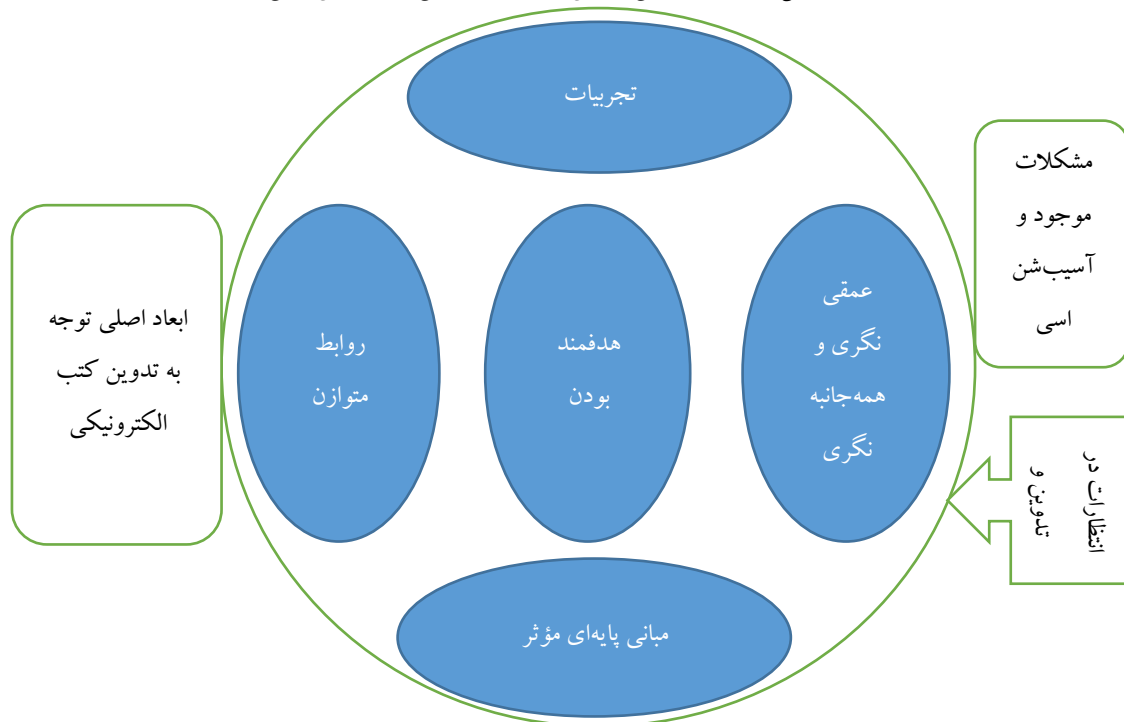 تجربیات
مشکلات
موجود و
آسیب‌شن
اسی
عمقی
نگری و
همه‌جانبه
نگری
هدفمند
بودن
روابط
متوازن
ابعاد اصلی توجه
به تدوین کتب
الکترونیکی
انتظارات در
تدوین و
مبانی پایه‌ای مؤثر